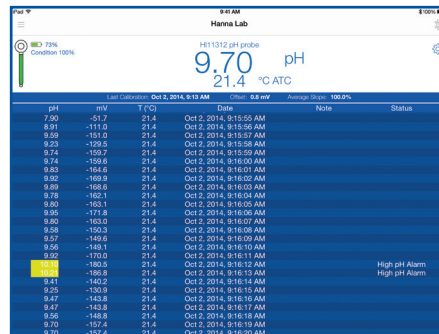 iPad
9:41 AM
$100%
Hanna Lab
73%
Condition 100%
HI11312 pH probe
9.70 pH
21.4 °C ATC
Last Calibration: Oct 2, 2014, 9:13 AM Offset: 0.8 mV Average Slope: 100.0%
pH mV T (°C) Date Note Status
7.90 -51.7 21.4 Oct 2, 2014, 9:15:55 AM
8.91 -111.0 21.4 Oct 2, 2014, 9:15:56 AM
9.59 -151.0 21.4 Oct 2, 2014, 9:15:57 AM
9.23 -129.5 21.4 Oct 2, 2014, 9:15:58 AM
9.74 -159.7 21.4 Oct 2, 2014, 9:15:59 AM
9.74 -159.6 21.4 Oct 2, 2014, 9:16:00 AM
9.83 -164.6 21.4 Oct 2, 2014, 9:16:01 AM
9.92 -169.9 21.4 Oct 2, 2014, 9:16:02 AM
9.89 -168.6 21.4 Oct 2, 2014, 9:16:03 AM
9.78 -162.1 21.4 Oct 2, 2014, 9:16:04 AM
9.80 -163.1 21.4 Oct 2, 2014, 9:16:05 AM
9.95 -171.8 21.4 Oct 2, 2014, 9:16:06 AM
9.80 -163.0 21.4 Oct 2, 2014, 9:16:07 AM
9.58 -150.3 21.4 Oct 2, 2014, 9:16:08 AM
9.57 -149.6 21.4 Oct 2, 2014, 9:16:09 AM
9.56 -149.1 21.4 Oct 2, 2014, 9:16:10 AM
9.92 -170.0 21.4 Oct 2, 2014, 9:16:11 AM
10.10 -180.5 21.4 Oct 2, 2014, 9:16:12 AM High pH Alarm
10.21 -186.8 21.4 Oct 2, 2014, 9:16:13 AM High pH Alarm
9.41 -140.2 21.4 Oct 2, 2014, 9:16:14 AM
9.25 -130.9 21.4 Oct 2, 2014, 9:16:15 AM
9.47 -143.8 21.4 Oct 2, 2014, 9:16:16 AM
9.47 -143.8 21.4 Oct 2, 2014, 9:16:17 AM
9.56 -148.8 21.4 Oct 2, 2014, 9:16:18 AM
9.70 -157.4 21.4 Oct 2, 2014, 9:16:19 AM
9.70 -157.4 21.4 Oct 2, 2014, 9:16:20 AM